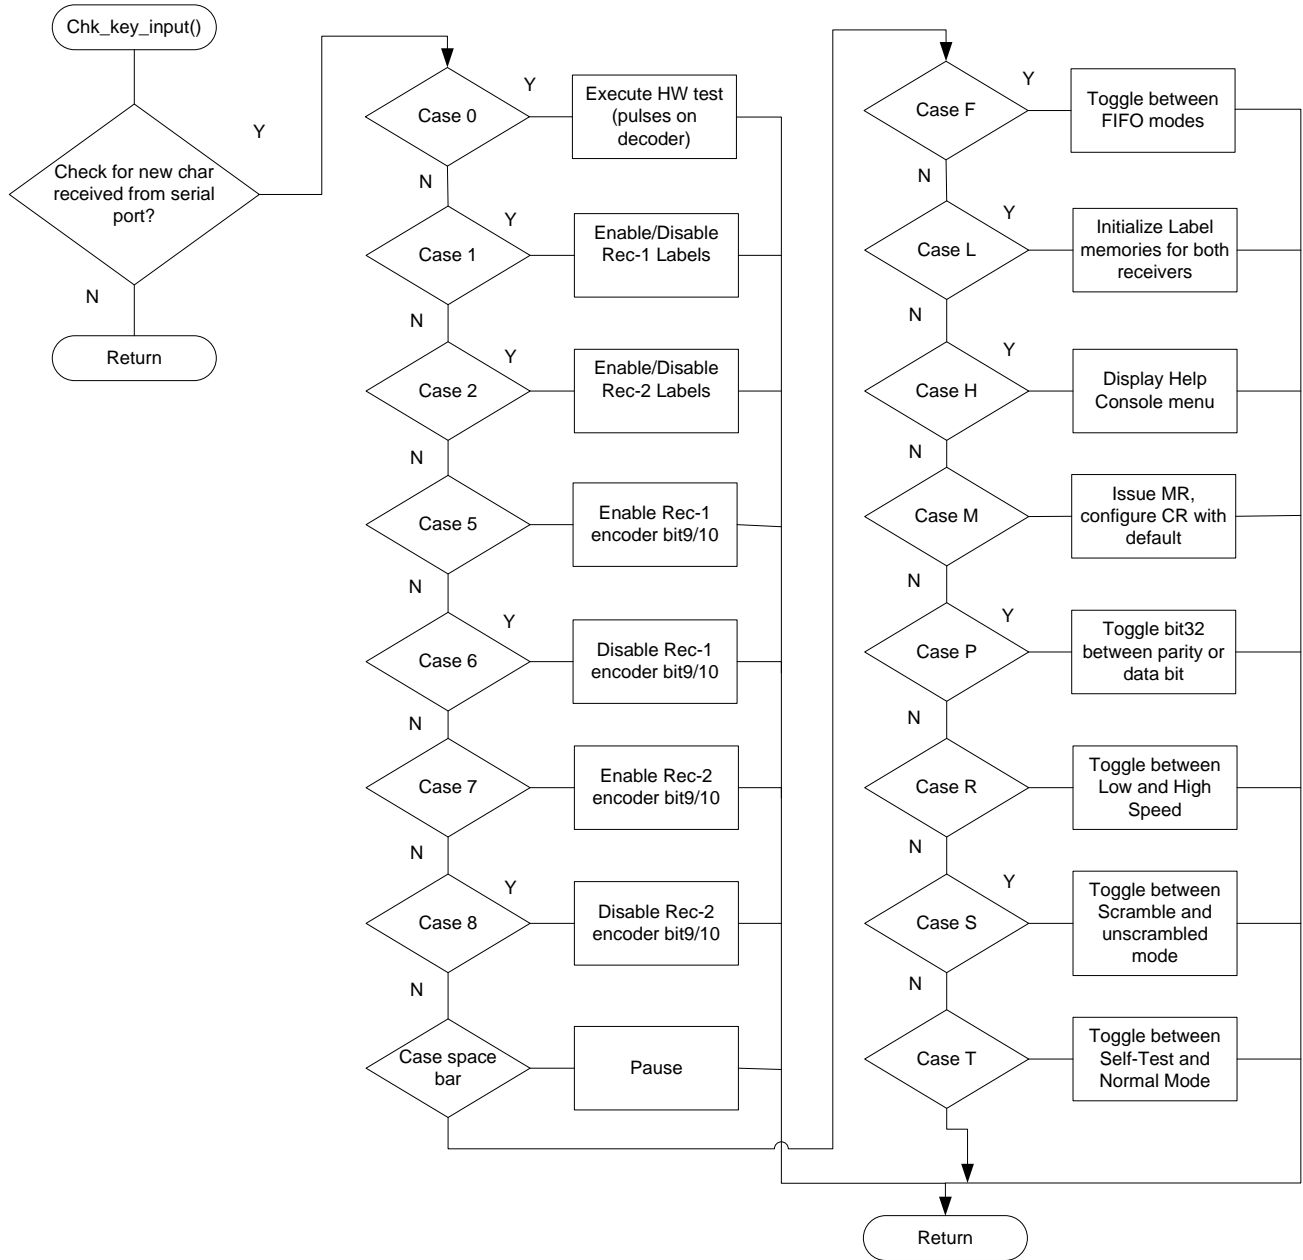 Chk_key_input()
Y
Check for new char
received from serial
port?
N
Return
Case 0
Y
Execute HW test
(pulses on
decoder)
N
Case 1
Y
Enable/Disable
Rec-1 Labels
N
Case 2
Y
Enable/Disable
Rec-2 Labels
N
Case 5
Enable Rec-1
encoder bit9/10
N
Case 6
Y
Disable Rec-1
encoder bit9/10
N
Case 7
Enable Rec-2
encoder bit9/10
N
Case 8
Y
Disable Rec-2
encoder bit9/10
N
Case space
bar
Pause
Case F
Y
Toggle between
FIFO modes
N
Case L
Y
Initialize Label
memories for both
receivers
N
Case H
Y
Display Help
Console menu
N
Case M
Issue MR,
configure CR with
default
N
Case P
Y
Toggle bit32
between parity or
data bit
N
Case R
Toggle between
Low and High
Speed
N
Case S
Y
Toggle between
Scramble and
unscrambled
mode
N
Case T
Toggle between
Self-Test and
Normal Mode
Return